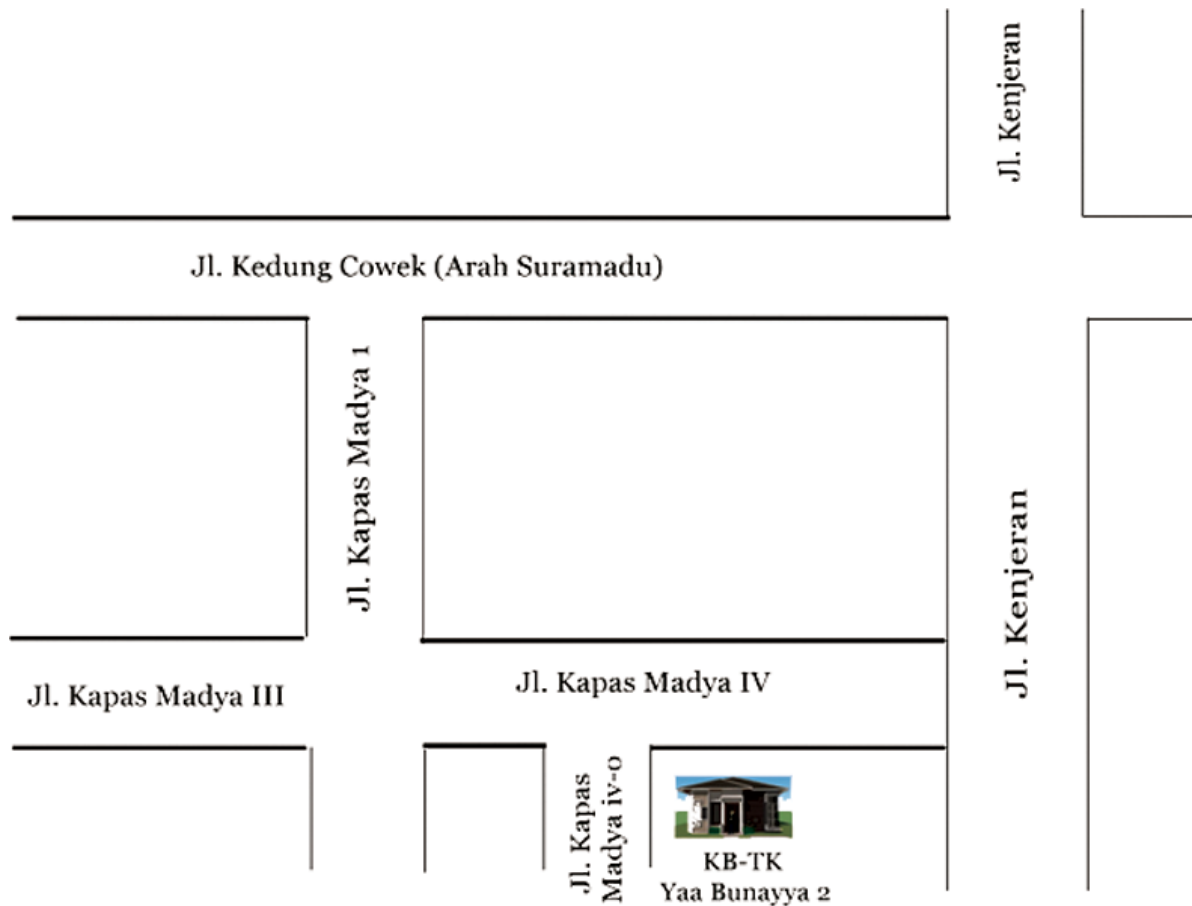 Jl. Kenjeran
Jl. Kedung Cowek (Arah Suramadu)
Jl. Kapas Madya 1
Jl. Kenjeran
Jl. Kapas Madya III
Jl. Kapas Madya IV
Jl. Kapas
Madya iv-o
KB-TK
Yaa Bunayya 2